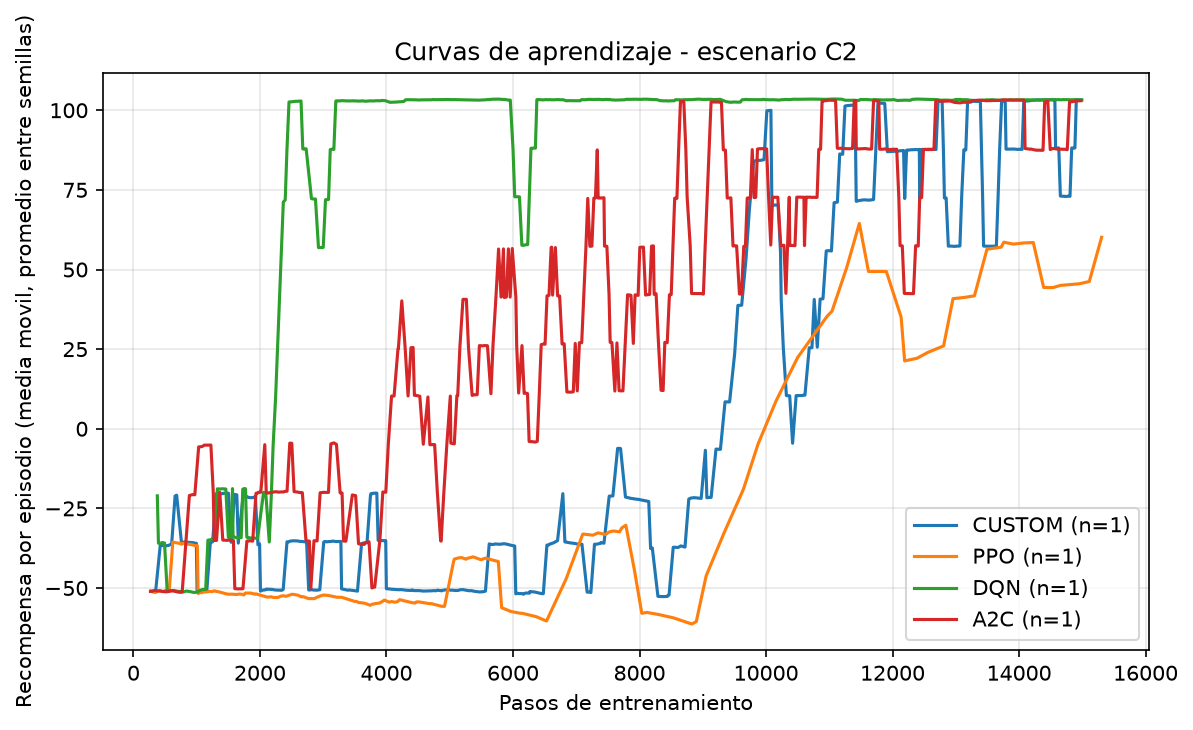 Curvas de aprendizaje - escenario C2
Recompensa por episodio (media movil, promedio entre semillas)
100
75
50
25
0
−25
−50
CUSTOM (n=1)
PPO (n=1)
DQN (n=1)
A2C (n=1)
0 2000 4000 6000 8000 10000 12000 14000 16000
Pasos de entrenamiento